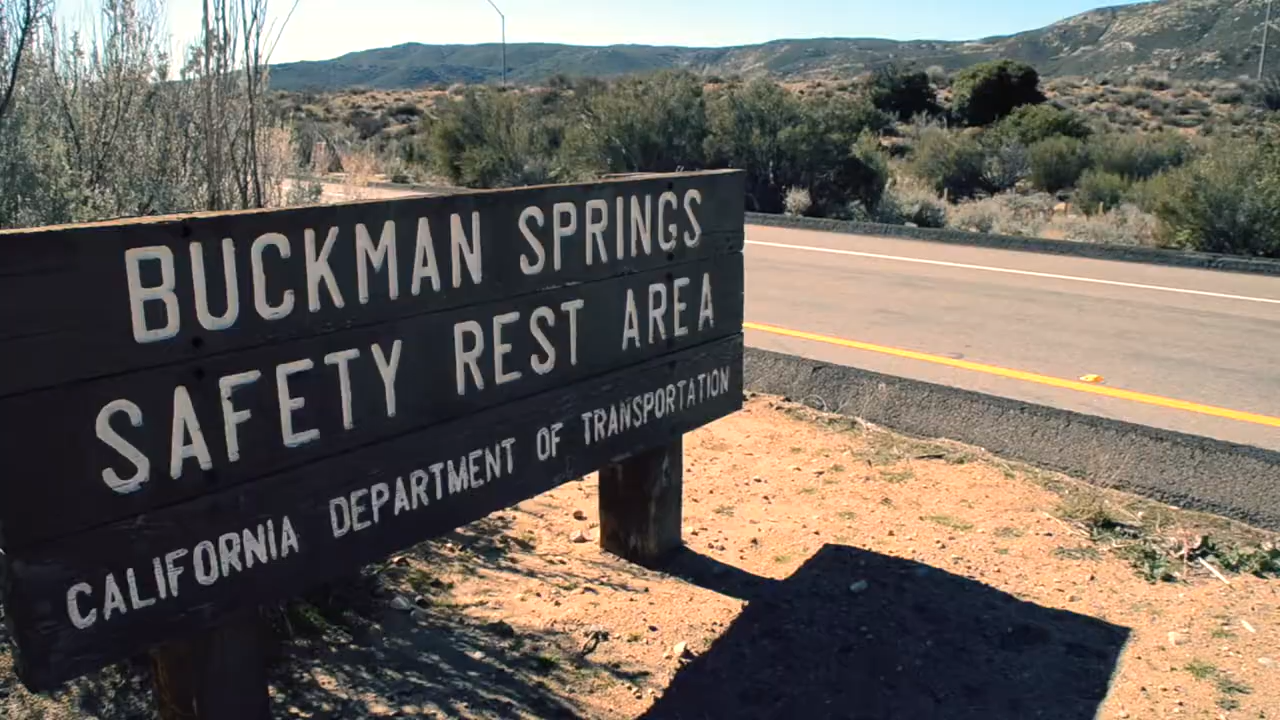 BUCKMAN SPRINGS
SAFETY REST AREA
CALIFORNIA DEPARTMENT OF TRANSPORTATION